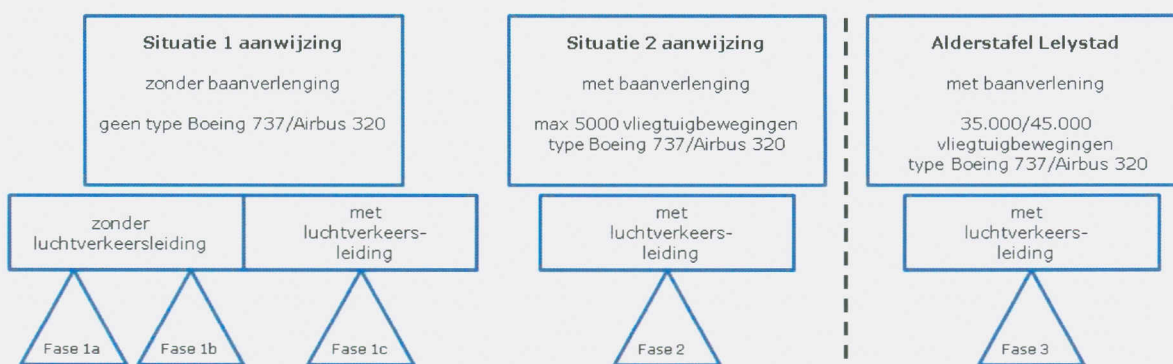 Situatie 1 aanwijzing
zonder baanverlenging
geen type Boeing 737/Airbus 320
zonder
luchtverkeersleiding
met
luchtverkeers-
leiding
Fase 1a
Fase 1b
Fase 1c
Situatie 2 aanwijzing
met baanverlenging
max 5000 vliegtuigbewegingen
type Boeing 737/Airbus 320
met
luchtverkeers-
leiding
Fase 2
Alderstafel Lelystad
met baanverlening
35.000/45.000
vliegtuigbewegingen
type Boeing 737/Airbus 320
met
luchtverkeers-
leiding
Fase 3